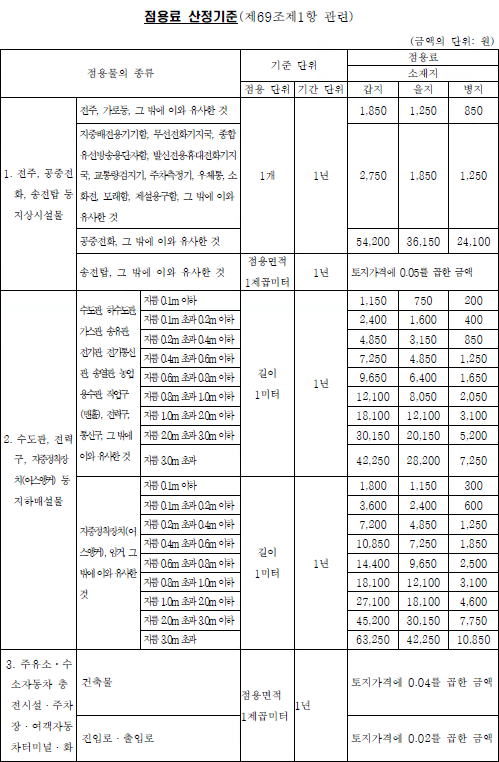 점용료 산정기준(제69조제1항 관련)
(금액의 단위: 원)
점용물의 종류
기준 단위
점용료
소재지
점용 단위
기간 단위
갑지
을지
병지
1. 전주, 공중전
화, 송전탑 등
지상시설물
전주, 가로등, 그 밖에 이와 유사한 것
1,850
1,250
850
지중배전용기기함, 무선전화기지국, 종합
유선방송용단자함, 발신전용휴대전화기지
국, 교통량검지기, 주차측정기, 우체통, 소
화전, 모래함, 제설용구함, 그 밖에 이와
유사한 것
1개
1년
2,750
1,850
1,250
공중전화, 그 밖에 이와 유사한 것
54,200
36,150
24,100
송전탑, 그 밖에 이와 유사한 것
점용면적
1제곱미터
1년
토지가격에 0.05를 곱한 금액
2. 수도관, 전력
구, 지중정착장
치(어스앵커) 등
지하매설물
수도관, 하수도관,
가스관, 송유관,
전기관, 전기통신
관, 송열관, 농업
용수관, 작업구
(맨홀), 전력구,
통신구, 그 밖에
이와 유사한 것
길이
1미터
1년
지름 0.1m 이하
1,150
750
200
지름 0.1m 초과 0.2m 이하
2,400
1,600
400
지름 0.2m 초과 0.4m 이하
4,850
3,150
850
지름 0.4m 초과 0.6m 이하
7,250
4,850
1,250
지름 0.6m 초과 0.8m 이하
9,650
6,400
1,650
지름 0.8m 초과 1.0m 이하
12,100
8,050
2,050
지름 1.0m 초과 2.0m 이하
18,100
12,100
3,100
지름 2.0m 초과 3.0m 이하
30,150
20,150
5,200
지름 3.0m 초과
42,250
28,200
7,250
지중정착장치(어
스앵커), 암거, 그
밖에 이와 유사한
것
길이
1미터
1년
지름 0.1m 이하
1,800
1,150
300
지름 0.1m 초과 0.2m 이하
3,600
2,400
600
지름 0.2m 초과 0.4m 이하
7,200
4,850
1,250
지름 0.4m 초과 0.6m 이하
10,850
7,250
1,850
지름 0.6m 초과 0.8m 이하
14,400
9,650
2,500
지름 0.8m 초과 1.0m 이하
18,100
12,100
3,100
지름 1.0m 초과 2.0m 이하
27,100
18,100
4,600
지름 2.0m 초과 3.0m 이하
45,200
30,150
7,750
지름 3.0m 초과
63,250
42,250
10,850
3. 주유소·수
소자동차 충
전시설·주차
장·여객자동
차터미널·화
건축물
점용면적
1제곱미터
1년
토지가격에 0.04를 곱한 금액
진입로·출입로
토지가격에 0.02를 곱한 금액